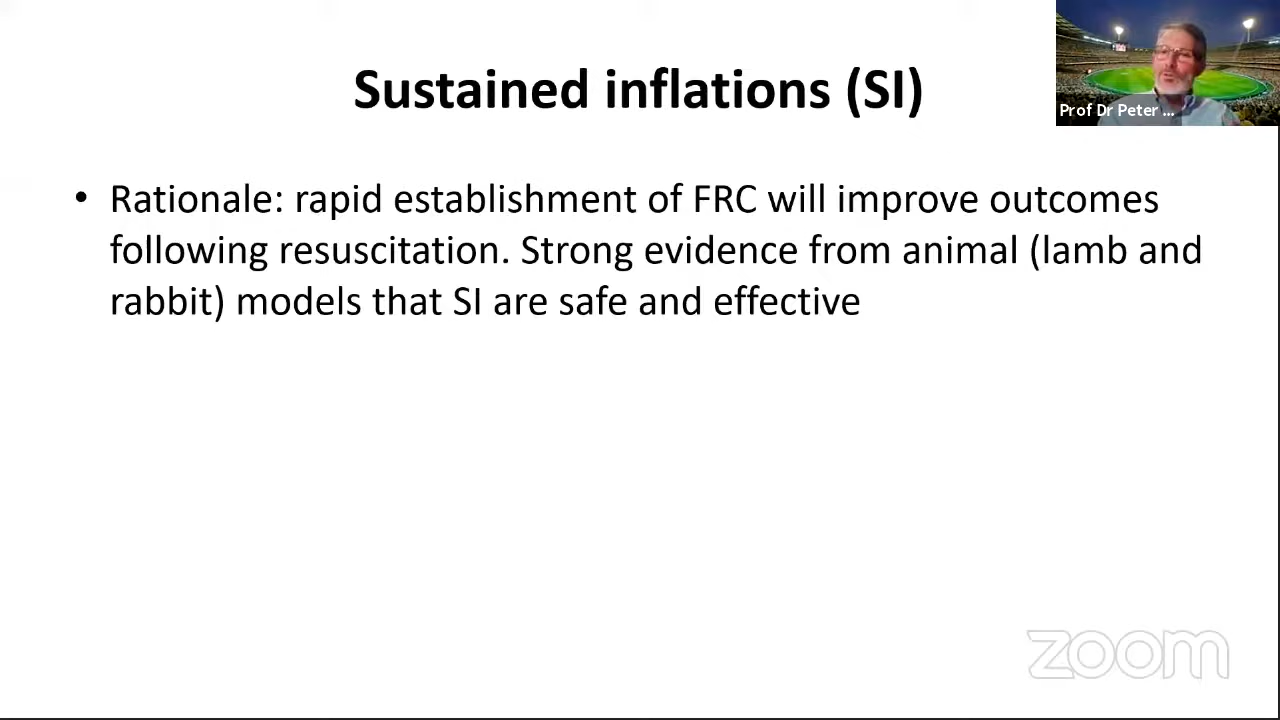 Sustained inflations (SI)
Prof Dr Peter ...
• Rationale: rapid establishment of FRC will improve outcomes
following resuscitation. Strong evidence from animal (lamb and
rabbit) models that SI are safe and effective
zoom